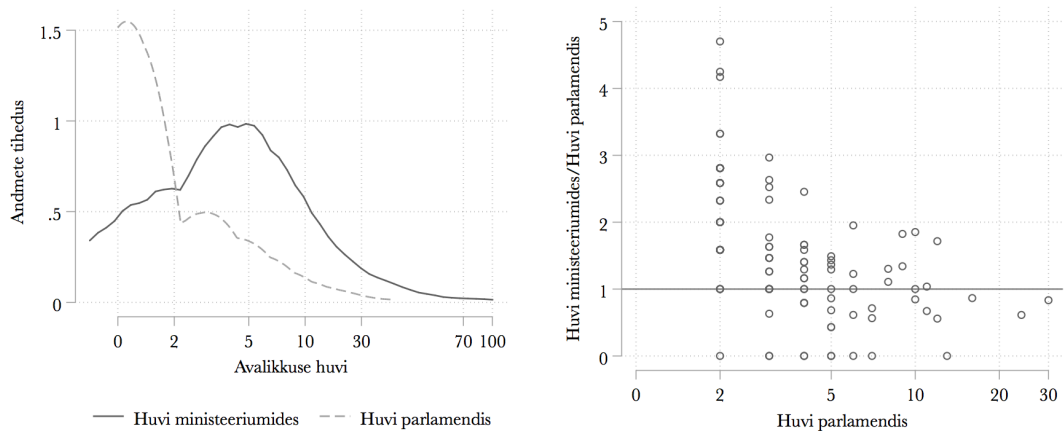 Andmete tihedus
1.5
1
.5
0
0 2 5 10 30 70 100
Avalikkuse huvi
Huvi ministeeriumides Huvi parlamendis
Huvi ministeeriumides/Huvi parlamendis
5
4
3
2
1
0
0 2 5 10 20 30
Huvi parlamendis